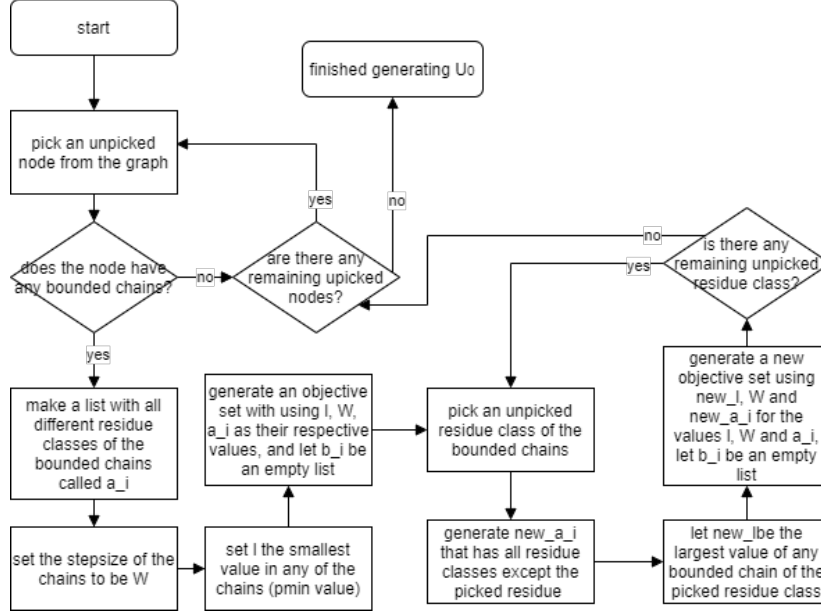 start
finished generating Uo
pick an unpicked
node from the graph
yes
no
does the node have
any bounded chains?
no
are there any
remaining upicked
nodes?
no
yes
is there any
remaining unpicked
residue class?
yes
make a list with all
different residue
classes of the
bounded chains
called a_i
generate an objective
set with using l, W,
a_i as their respective
values, and let b_i be
an empty list
pick an unpicked
residue class of the
bounded chains
generate a new
objective set using
new_l, W and
new_a_i for the
values l, W and a_i,
let b_i be an empty
list
set the stepsize of the
chains to be W
set l the smallest
value in any of the
chains (pmin value)
generate new_a_i
that has all residue
classes except the
picked residue
let new_lbe the
largest value of any
bounded chain of the
picked residue class